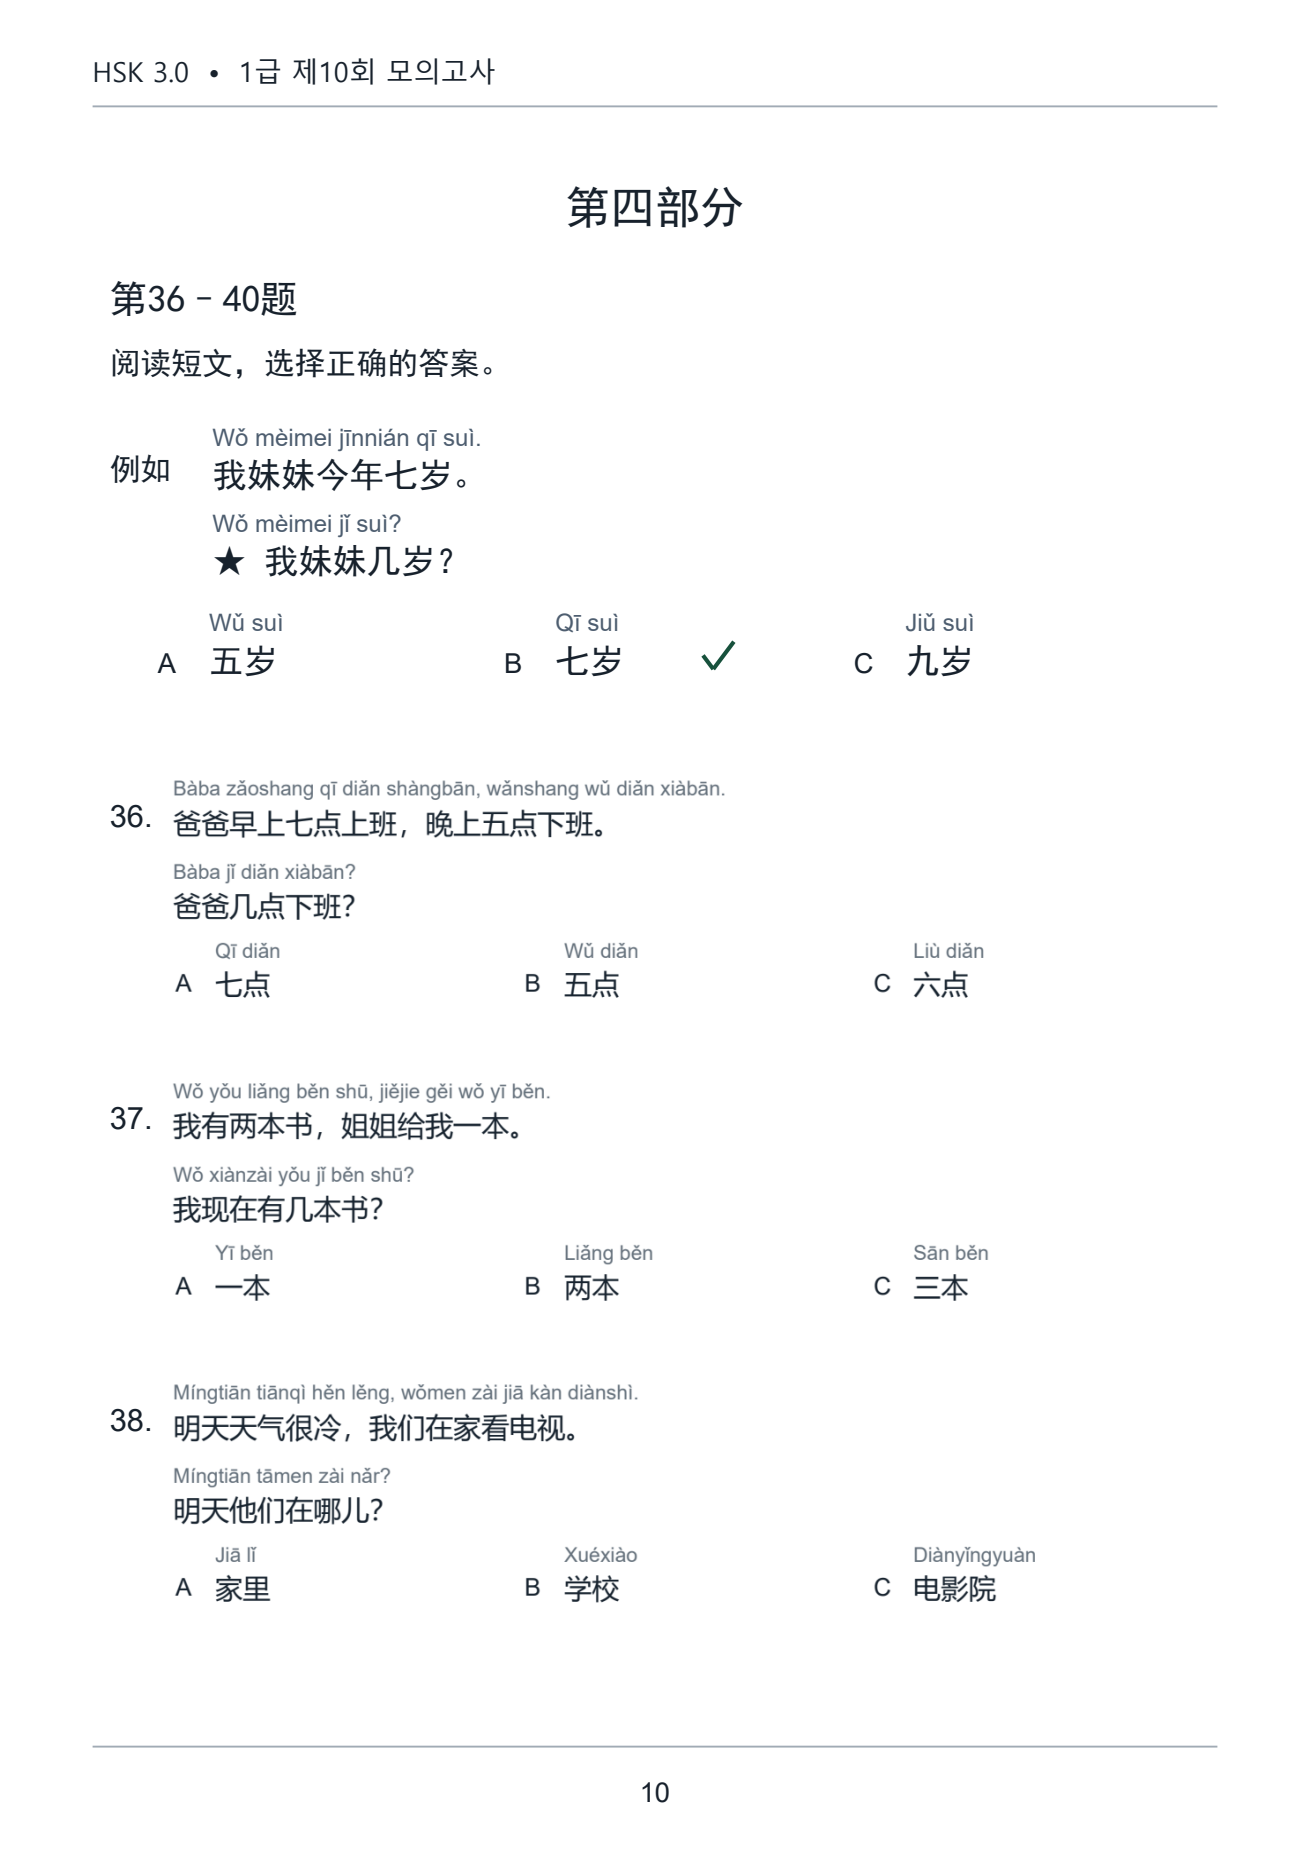 HSK 3.0 • 1급 제10회 모의고사
第四部分
第36－40题
阅读短文，选择正确的答案。
Wǒ mèimei jīnnián qī suì.
例如 我妹妹今年七岁。
Wǒ mèimei jǐ suì?
★ 我妹妹几岁?
Wǔ suì Qī suì Jiǔ suì
A 五岁 B 七岁 ✓ C 九岁
Bàba zǎoshang qī diǎn shàngbān, wǎnshang wǔ diǎn xiàbān.
36. 爸爸早上七点上班，晚上五点下班。
Bàba jǐ diǎn xiàbān?
爸爸几点下班?
Qī diǎn Wǔ diǎn Liù diǎn
A 七点 B 五点 C 六点
Wǒ yǒu liǎng běn shū, jiějie gěi wǒ yī běn.
37. 我有两本书，姐姐给我一本。
Wǒ xiànzài yǒu jǐ běn shū?
我现在有几本书?
Yī běn Liǎng běn Sān běn
A 一本 B 两本 C 三本
Míngtiān tiānqì hěn lěng, wǒmen zài jiā kàn diànshì.
38. 明天天气很冷，我们在家看电视。
Míngtiān tāmen zài nǎr?
明天他们在哪儿?
Jiā lǐ Xuéxiào Diànyǐngyuàn
A 家里 B 学校 C 电影院
10